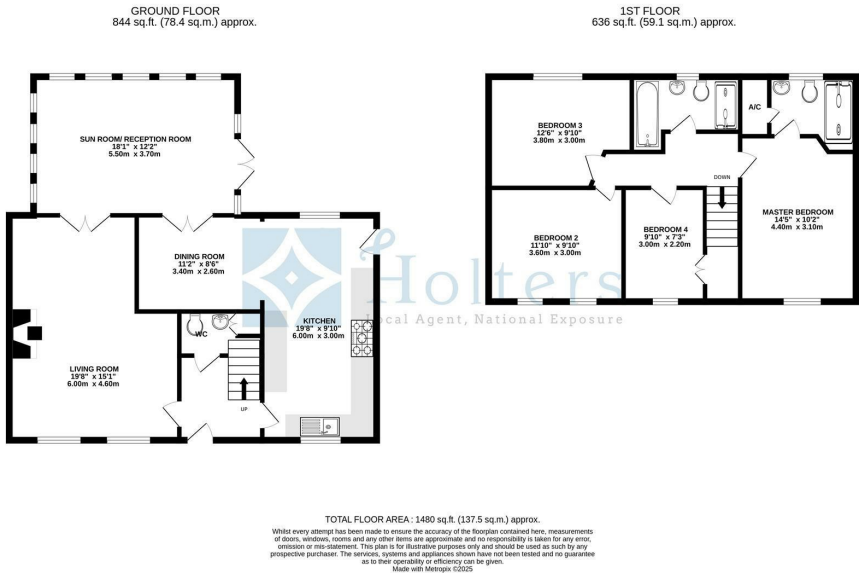 GROUND FLOOR
844 sq.ft. (78.4 sq.m.) approx.
1ST FLOOR
636 sq.ft. (59.1 sq.m.) approx.
SUN ROOM/ RECEPTION ROOM
18'1" x 12'2"
5.50m x 3.70m
DINING ROOM
11'2" x 8'6"
3.40m x 2.60m
WC
KITCHEN
19'8" x 9'10"
6.00m x 3.00m
LIVING ROOM
19'8" x 15'1"
6.00m x 4.60m
UP
BEDROOM 3
12'6" x 9'10"
3.80m x 3.00m
A/C
DOWN
MASTER BEDROOM
14'5" x 10'2"
4.40m x 3.10m
BEDROOM 2
11'10" x 9'10"
3.60m x 3.00m
BEDROOM 4
9'10" x 7'3"
3.00m x 2.20m
Holters
Local Agent, National Exposure
TOTAL FLOOR AREA : 1480 sq.ft. (137.5 sq.m.) approx.
Whilst every attempt has been made to ensure the accuracy of the floorplan contained here, measurements
of doors, windows, rooms and any other items are approximate and no responsibility is taken for any error,
omission or mis-statement. This plan is for illustrative purposes only and should be used as such by any
prospective purchaser. The services, systems and appliances shown have not been tested and no guarantee
as to their operability or efficiency can be given.
Made with Metropix ©2025